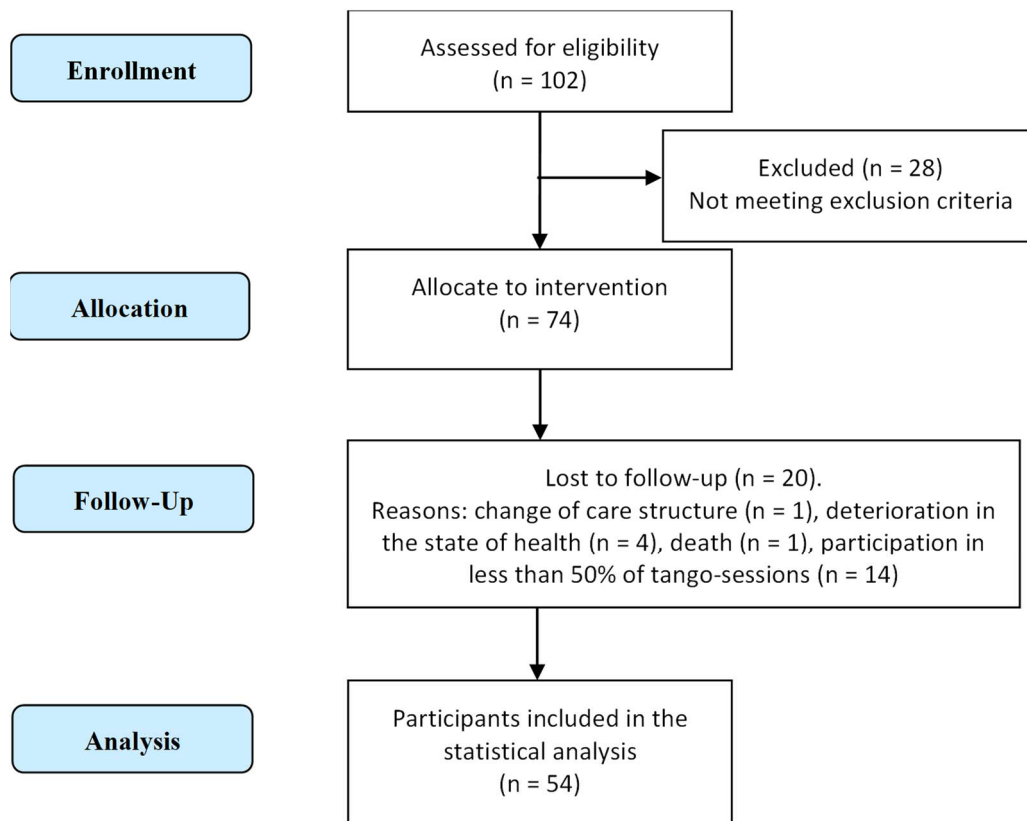 Enrollment
Assessed for eligibility
(n = 102)
Excluded (n = 28)
Not meeting exclusion criteria
Allocation
Allocate to intervention
(n = 74)
Follow-Up
Lost to follow-up (n = 20).
Reasons: change of care structure (n = 1), deterioration in
the state of health (n = 4), death (n = 1), participation in
less than 50% of tango-sessions (n = 14)
Analysis
Participants included in the
statistical analysis
(n = 54)